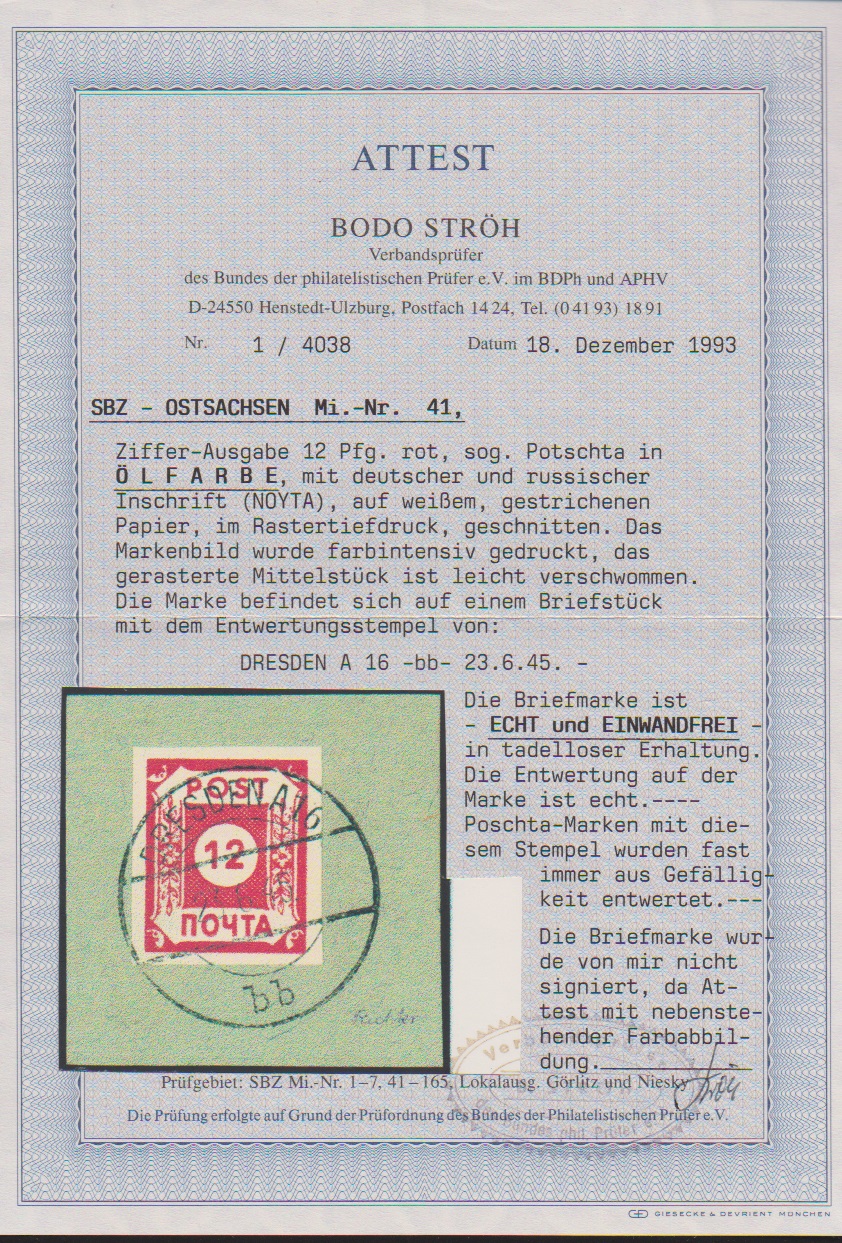 ATTEST
BODO STRÖH
Verbandsprüfer
des Bundes der philatelistischen Prüfer e.V. im BDPh und APHV
D-24550 Henstedt-Ulzburg, Postfach 14 24, Tel. (0 41 93) 18 91
Nr. 1 / 4038 Datum 18. Dezember 1993
SBZ - OSTSACHSEN Mi.-Nr. 41,
Ziffer-Ausgabe 12 Pfg. rot, sog. Potschta in
Ö L F A R B E, mit deutscher und russischer
Inschrift (NOYTA), auf weißem, gestrichenen
Papier, im Rastertiefdruck, geschnitten. Das
Markenbild wurde farbintensiv gedruckt, das
gerasterte Mittelstück ist leicht verschwommen.
Die Marke befindet sich auf einem Briefstück
mit dem Entwertungsstempel von:
DRESDEN A 16 -bb- 23.6.45. -
Die Briefmarke ist
- ECHT und EINWANDFREI -
in tadelloser Erhaltung.
Die Entwertung auf der
Marke ist echt.----
Poschta-Marken mit die-
sem Stempel wurden fast
immer aus Gefällig-
keit entwertet.---
Die Briefmarke wur-
de von mir nicht
signiert, da At-
test mit nebenste-
hender Farbabbil-
dung.
POST
DRESDEN A 16
12
ПОЧТА
bb
Richter
Prüfgebiet: SBZ Mi.-Nr. 1–7, 41–165, Lokalausg. Görlitz und Niesky
Ströh
Die Prüfung erfolgte auf Grund der Prüfordnung des Bundes der Philatelistischen Prüfer e.V.
GIESECKE & DEVRIENT MÜNCHEN